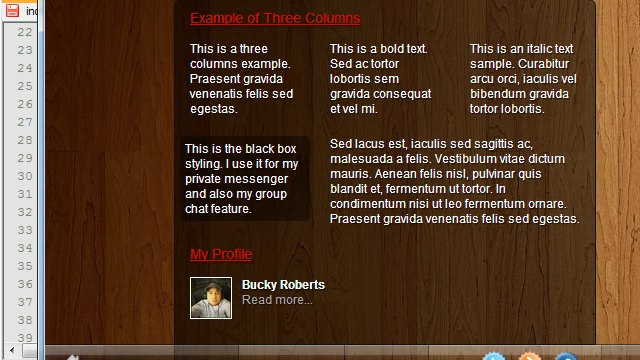 inc
22
23
24
25
26
27
28
29
30
31
32
33
34
35
36
37
38
39
Example of Three Columns
This is a three
columns example.
Praesent gravida
venenatis felis sed
egestas.
This is a bold text.
Sed ac tortor
lobortis sem
gravida consequat
et vel mi.
This is an italic text
sample. Curabitur
arcu orci, iaculis vel
bibendum gravida
tortor lobortis.
This is the black box
styling. I use it for my
private messenger
and also my group
chat feature.
Sed lacus est, iaculis sed sagittis ac,
malesuada a felis. Vestibulum vitae dictum
mauris. Aenean felis nisl, pulvinar quis
blandit et, fermentum ut tortor. In
condimentum nisi ut leo fermentum ornare.
Praesent gravida venenatis felis sed egestas.
My Profile
Bucky Roberts
Read more...